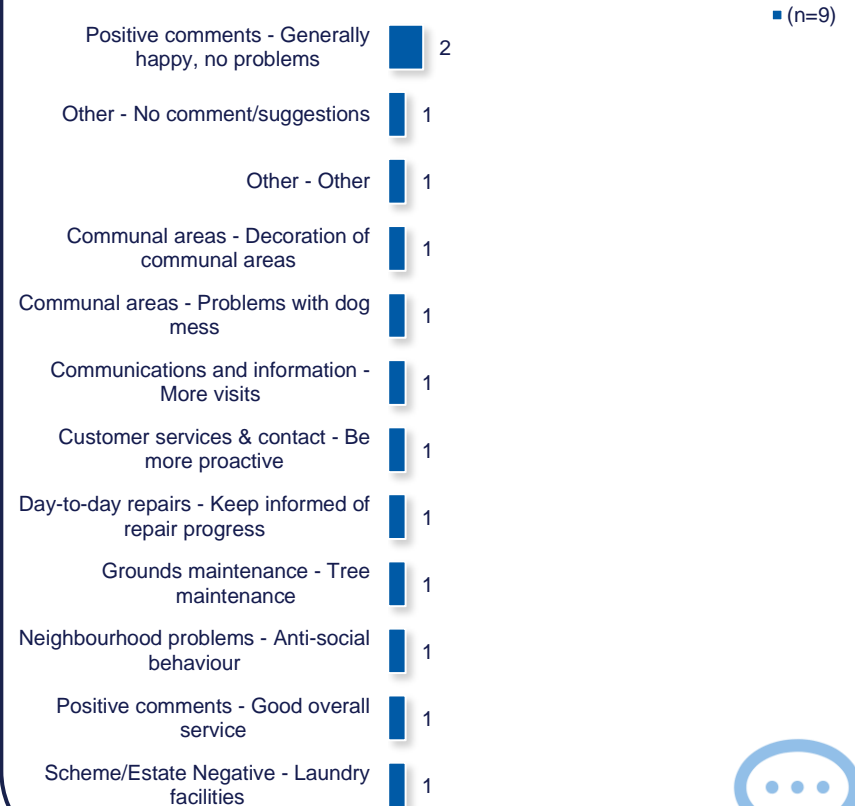 (n=9)
Positive comments - Generally
happy, no problems
2
Other - No comment/suggestions
1
Other - Other
1
Communal areas - Decoration of
communal areas
1
Communal areas - Problems with dog
mess
1
Communications and information -
More visits
1
Customer services & contact - Be
more proactive
1
Day-to-day repairs - Keep informed of
repair progress
1
Grounds maintenance - Tree
maintenance
1
Neighbourhood problems - Anti-social
behaviour
1
Positive comments - Good overall
service
1
Scheme/Estate Negative - Laundry
facilities
1